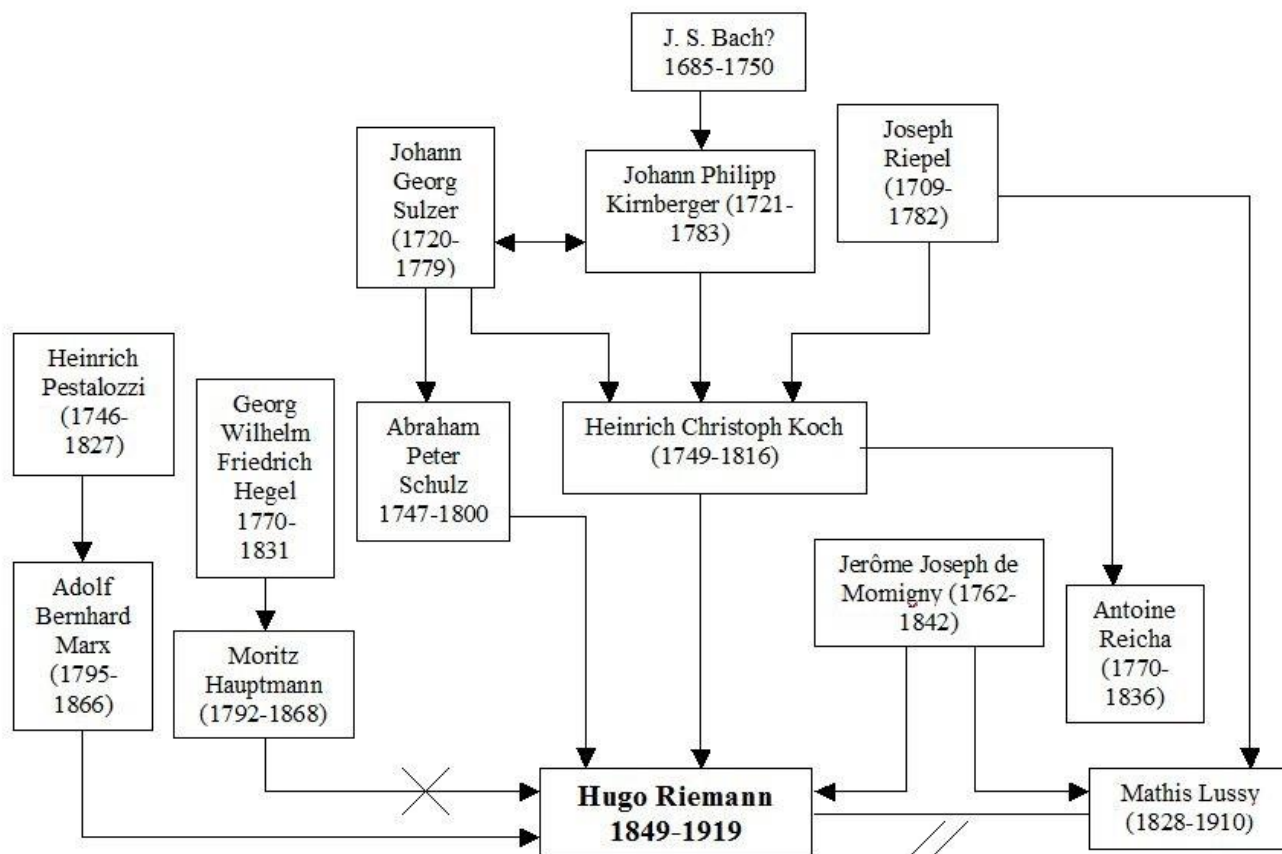 J. S. Bach?
1685-1750
Johann
Georg
Sulzer
(1720-
1779)
Johann Philipp
Kirnberger (1721-
1783)
Joseph
Riepel
(1709-
1782)
Heinrich
Pestalozzi
(1746-
1827)
Georg
Wilhelm
Friedrich
Hegel
1770-
1831
Abraham
Peter
Schulz
1747-1800
Heinrich Christoph Koch
(1749-1816)
Adolf
Bernhard
Marx
(1795-
1866)
Moritz
Hauptmann
(1792-1868)
Jerôme Joseph de
Momigny (1762-
1842)
Antoine
Reicha
(1770-
1836)
Hugo Riemann
1849-1919
Mathis Lussy
(1828-1910)